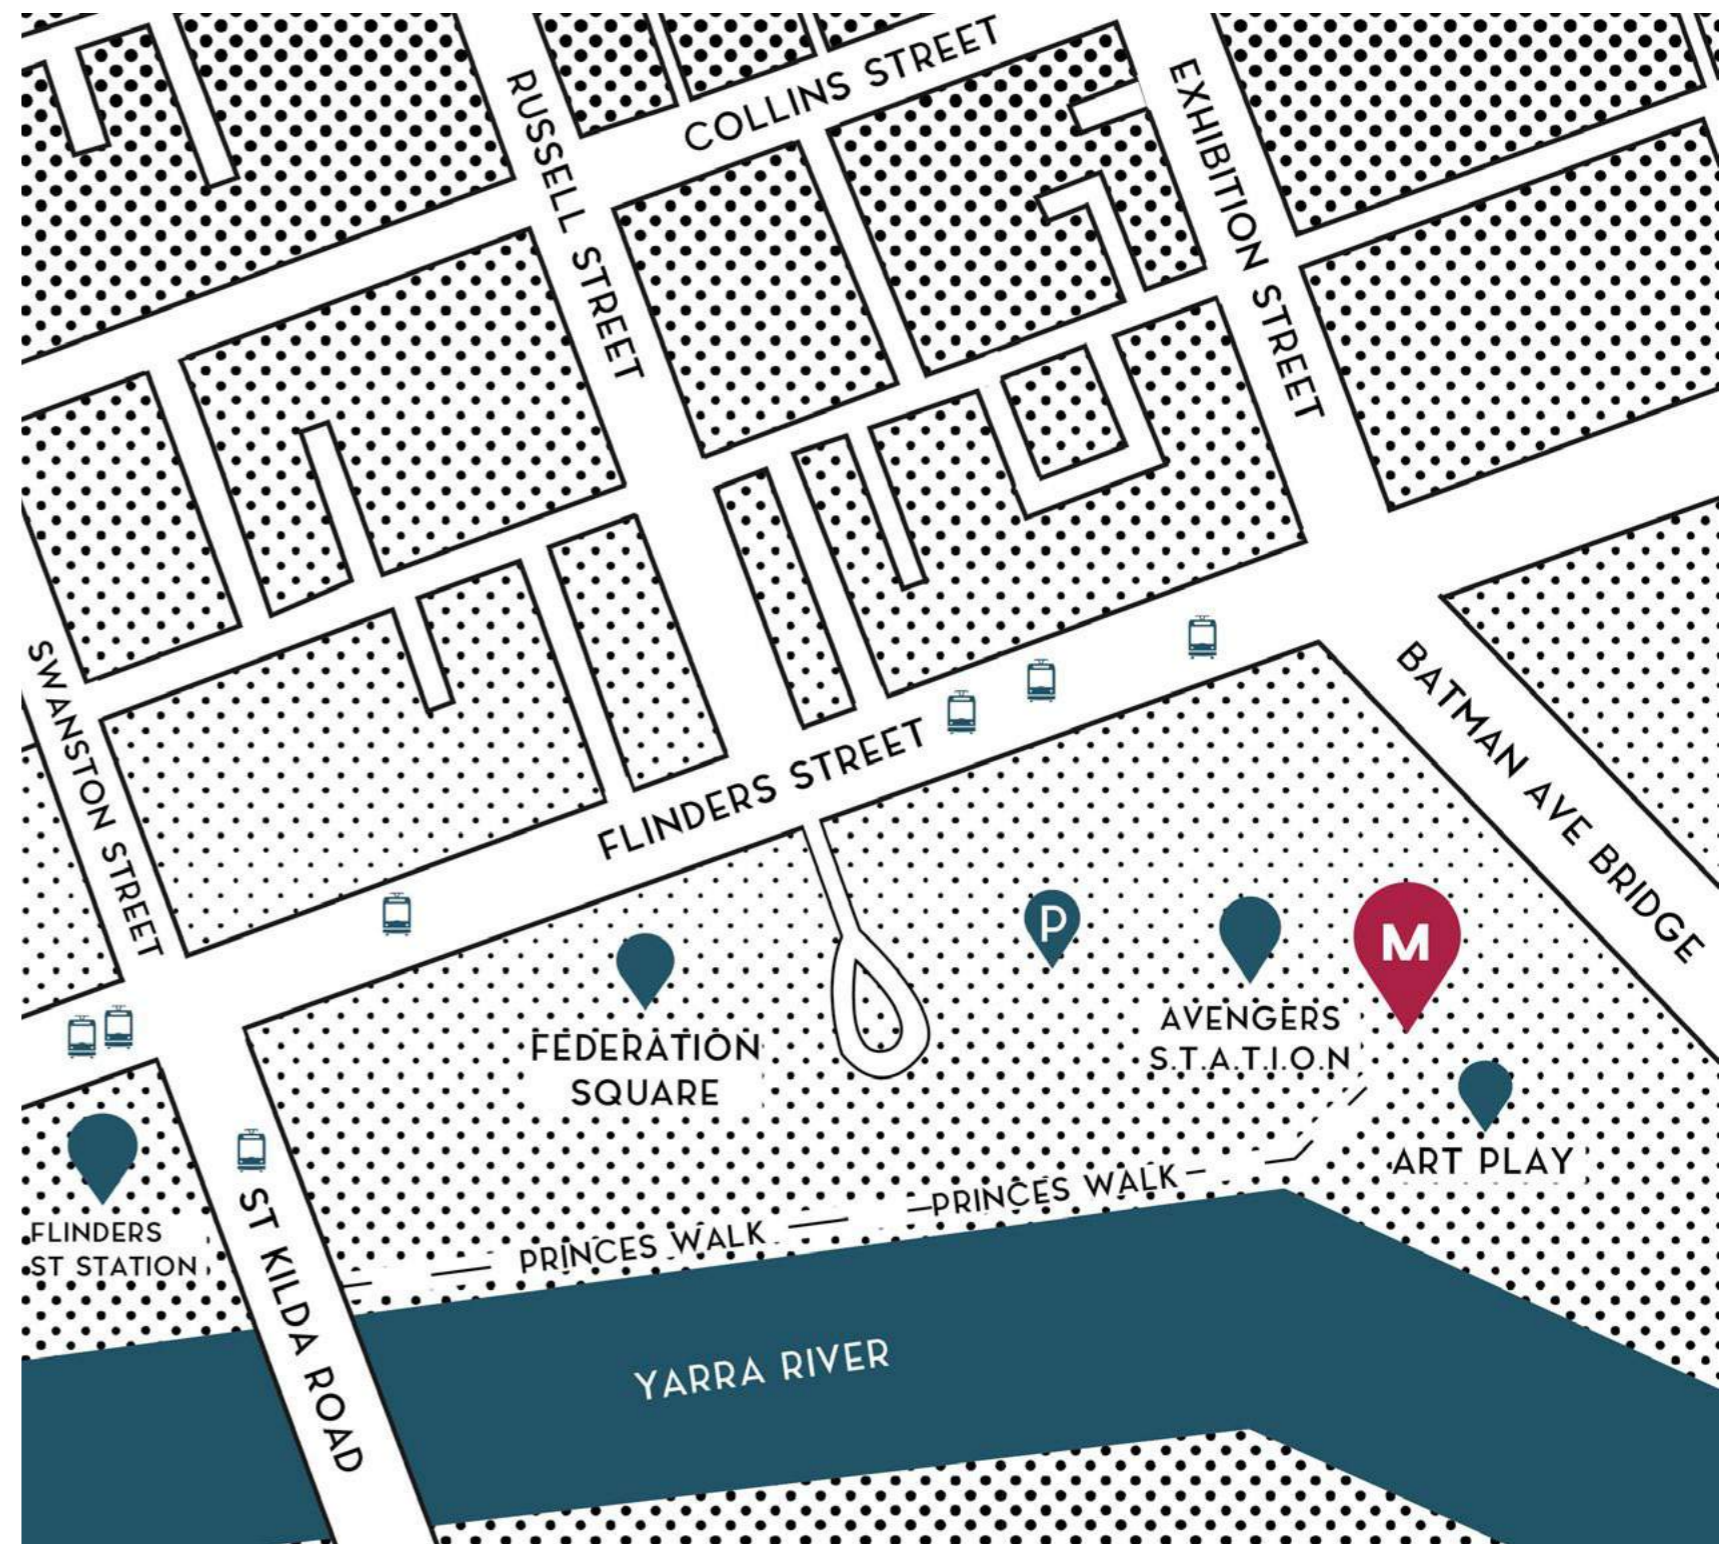 COLLINS STREET
RUSSELL STREET
EXHIBITION STREET
SWANSTON STREET
FLINDERS STREET
BATMAN AVE BRIDGE
P
M
FEDERATION
SQUARE
AVENGERS
S.T.A.T.I.O.N
ART PLAY
FLINDERS
ST STATION
ST KILDA ROAD
PRINCES WALK
PRINCES WALK
YARRA RIVER